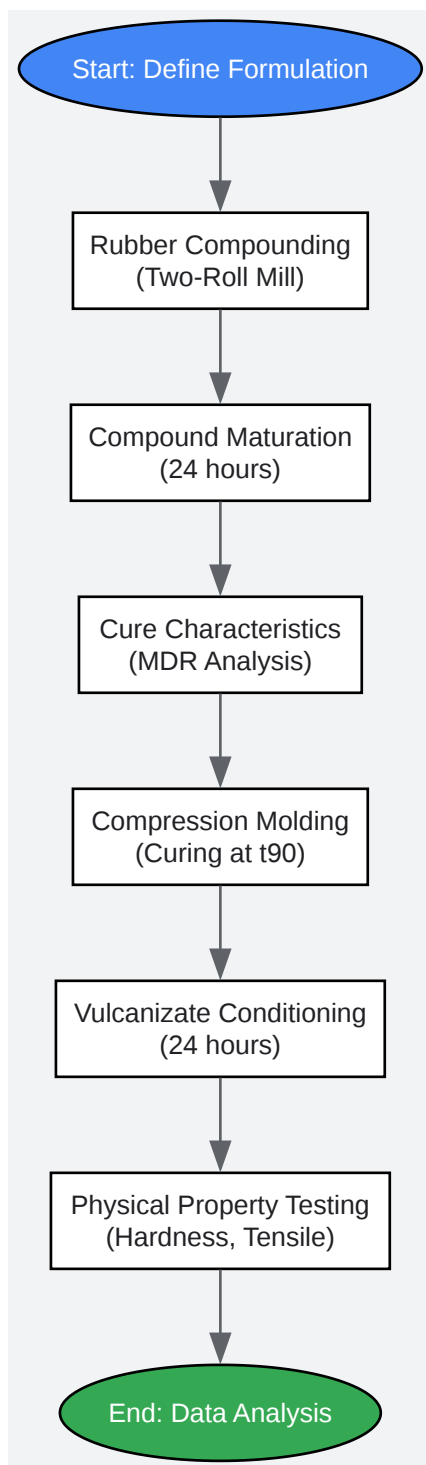 Start: Define Formulation
Rubber Compounding
(Two-Roll Mill)
Compound Maturation
(24 hours)
Cure Characteristics
(MDR Analysis)
Compression Molding
(Curing at t90)
Vulcanizate Conditioning
(24 hours)
Physical Property Testing
(Hardness, Tensile)
End: Data Analysis